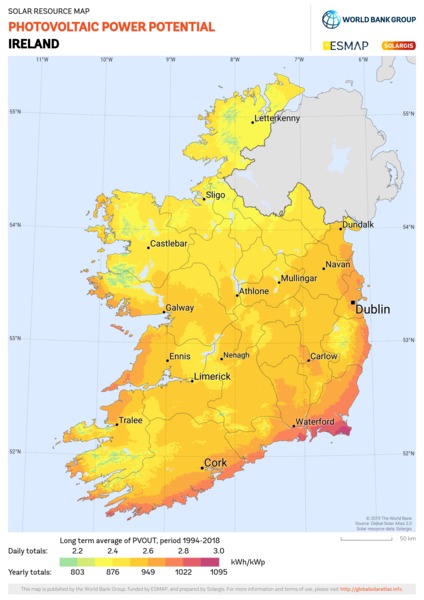 SOLAR RESOURCE MAP
PHOTOVOLTAIC POWER POTENTIAL
IRELAND
WORLD BANK GROUP
ESMAP
SOLARGIS
11°W 10°W 9°W 8°W 7°W 6°W
55°N 55°N
Letterkenny
Sligo
54°N 54°N
Dundalk
Castlebar
Navan
Mullingar
Athlone
Galway
Dublin
53°N 53°N
Ennis
Nenagh
Carlow
Limerick
Tralee
Waterford
52°N 52°N
Cork
© 2019 The World Bank
Source: Global Solar Atlas 2.0
Solar resource data: Solargis
Long term average of PVOUT, period 1994-2018
50 km
Daily totals: 2.2 2.4 2.6 2.8 3.0
kWh/kWp
Yearly totals: 803 876 949 1022 1095
This map is published by the World Bank Group, funded by ESMAP, and prepared by Solargis. For more information and terms of use, please visit http://globalsolaratlas.info.